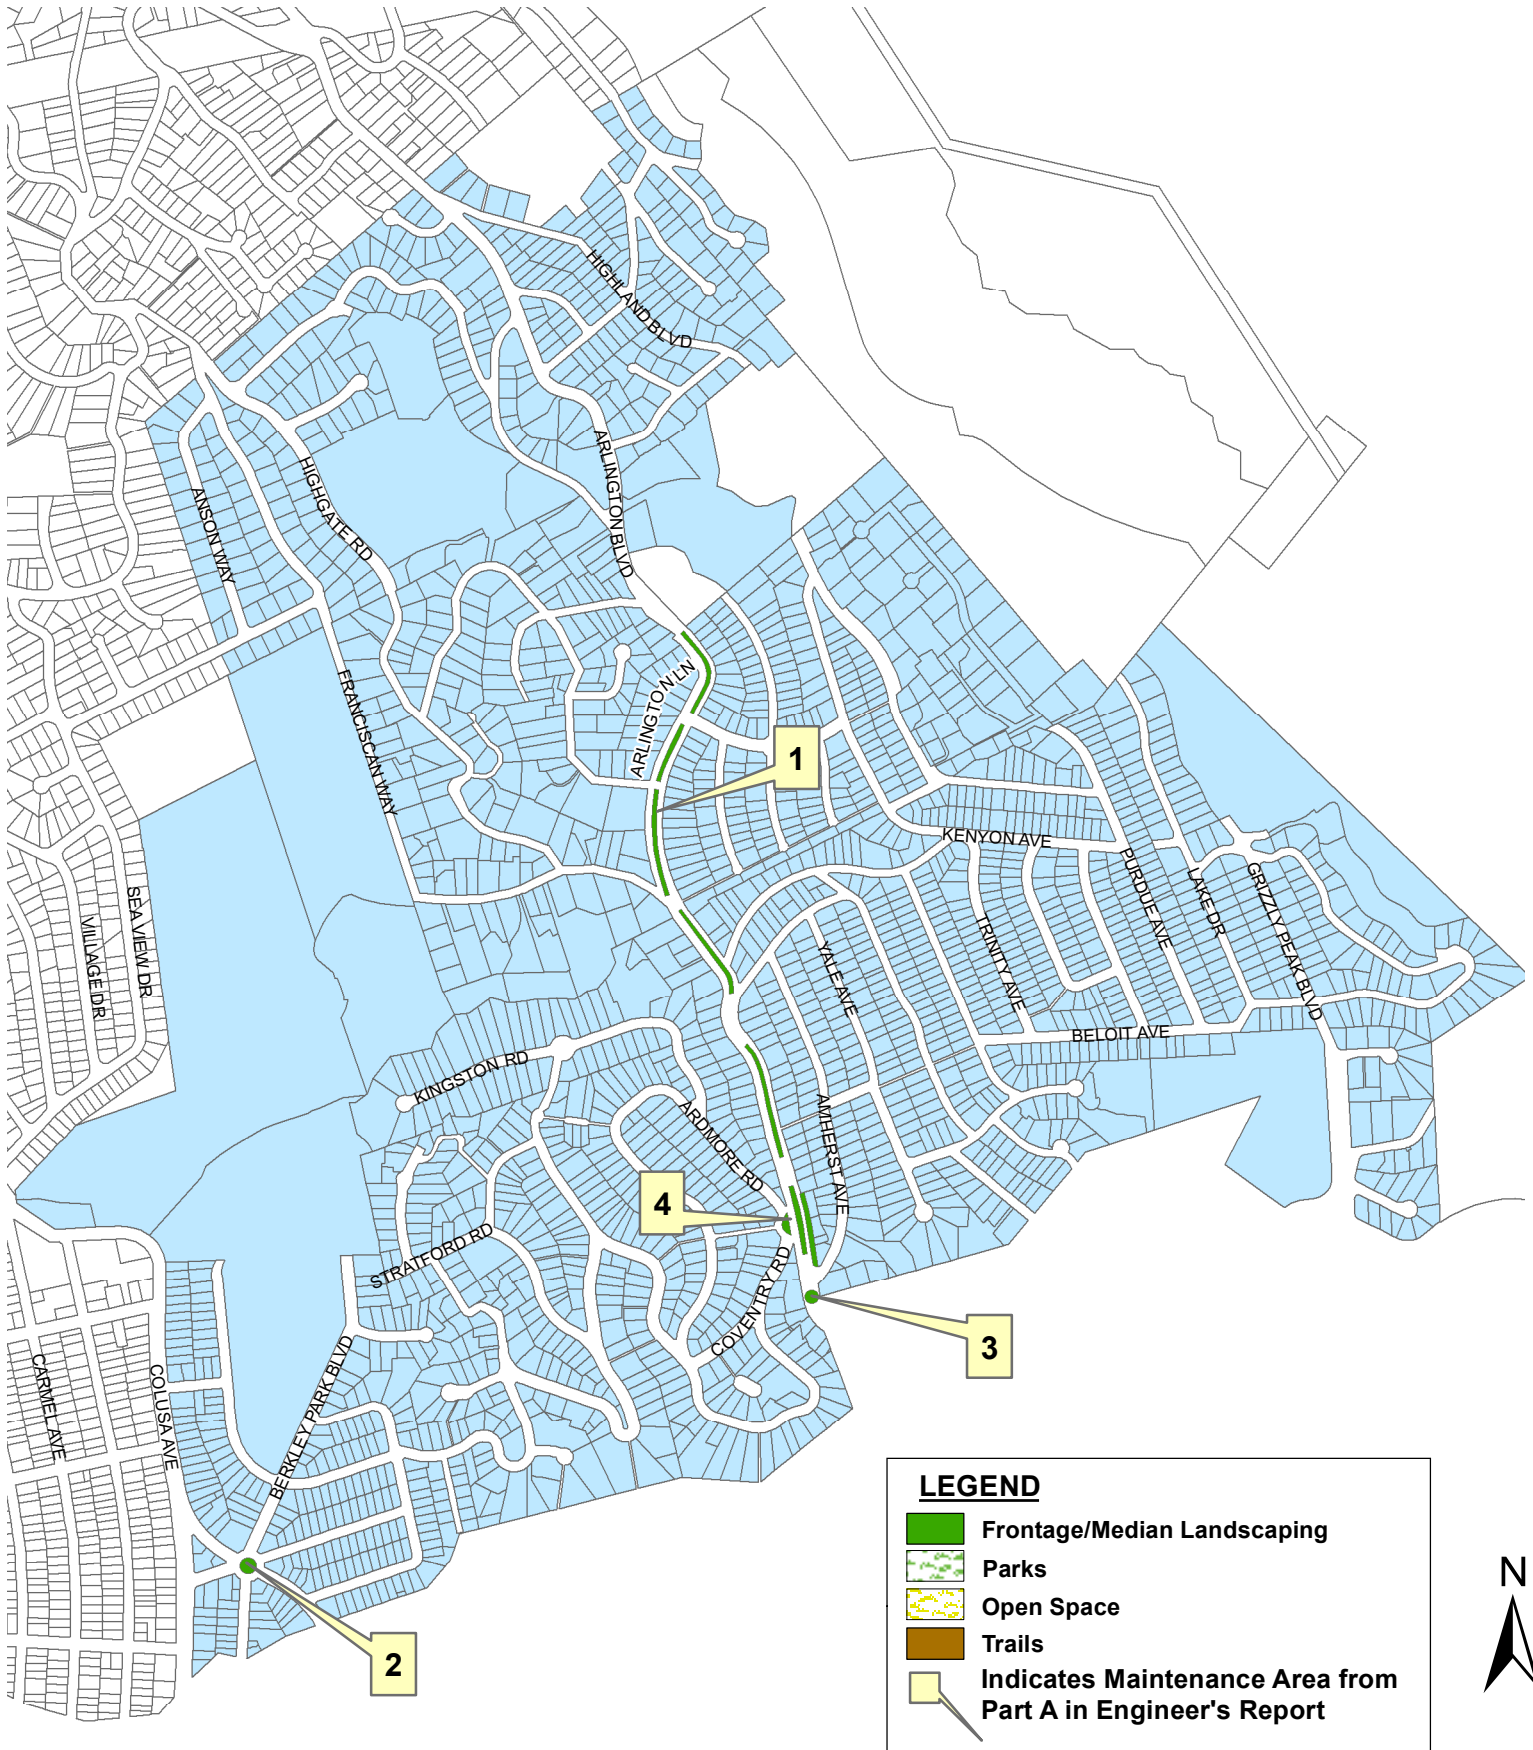 HIGHLAND BLVD
ARLINGTON BLVD
ANSON WAY
HIGHGATE RD
ARLINGTON LN
FRANCISCAN WAY
1
KENYON AVE
PURDUE AVE
LAKE DR
GRIZZLY PEAK BLVD
SEA VIEW DR
VILLAGE DR
YALE AVE
TRINITY AVE
BELOIT AVE
KINGSTON RD
ARDMORE RD
AMHERST AVE
4
STRATFORD RD
COVENTRY RD
3
CARMEL AVE
COLUSA AVE
BERKLEY PARK BLVD
2
LEGEND
Frontage/Median Landscaping
Parks
Open Space
Trails
Indicates Maintenance Area from
Part A in Engineer's Report
N